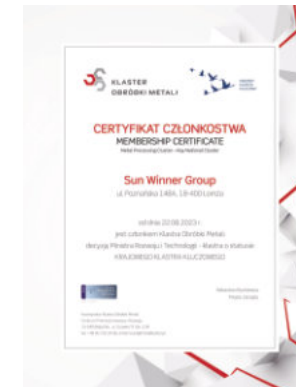 KLASTER
OBRÓBKI METALI
CERTYFIKAT CZŁONKOSTWA
MEMBERSHIP CERTIFICATE
Metal Processing Cluster - Key National Cluster
Sun Winner Group
ul. Poznańska 148A, 18-400 Łomża
od dnia 22.08.2023 r.
jest członkiem Klastra Obróbki Metali
decyzją Ministra Rozwoju i Technologii - klastra o statusie
KRAJOWEGO KLASTRA KLUCZOWEGO